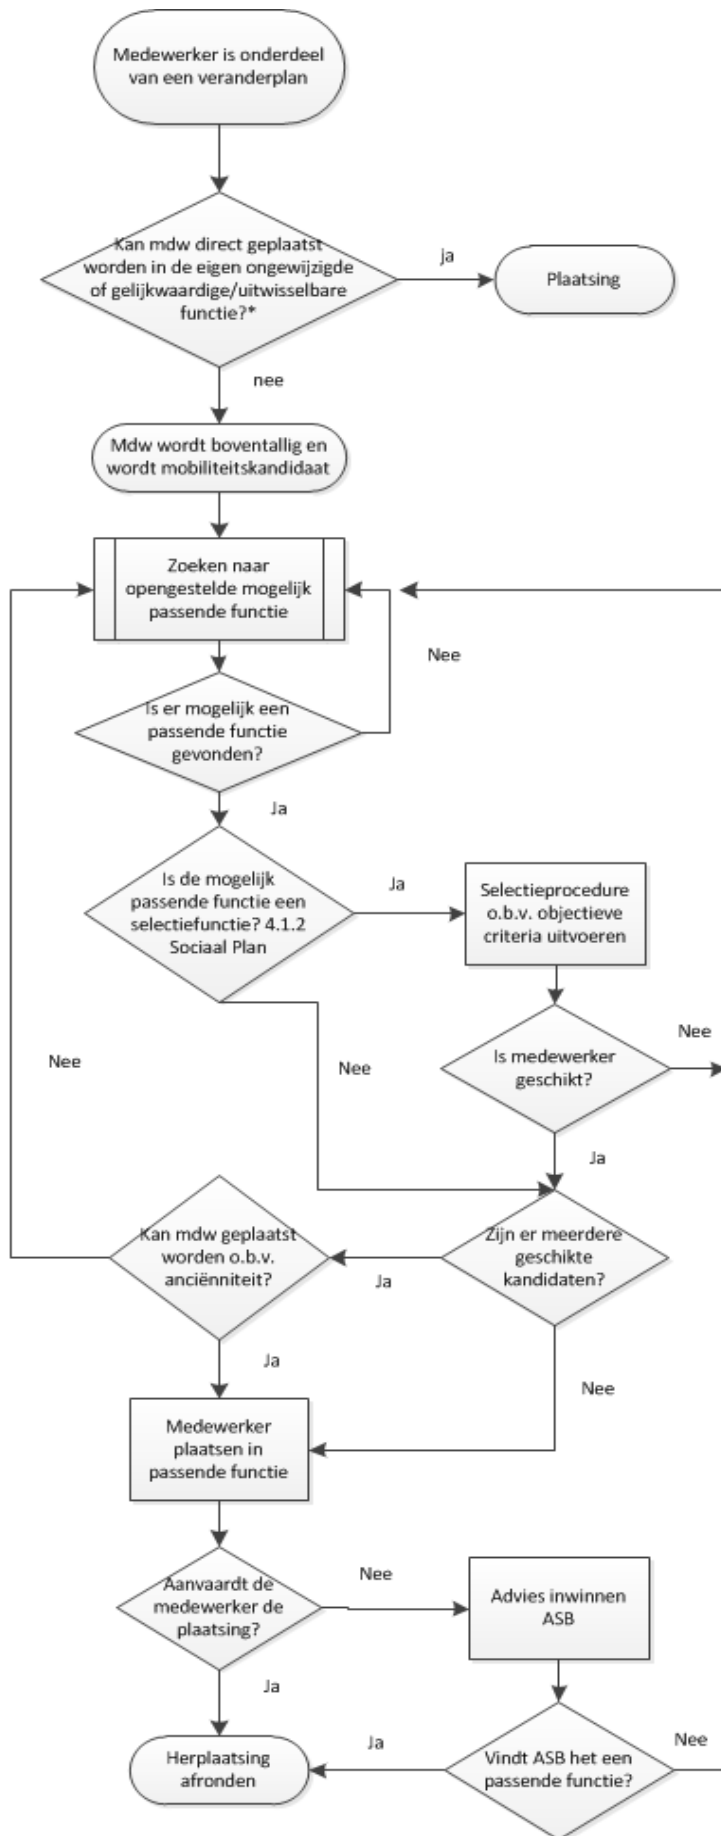 Medewerker is onderdeel
van een veranderplan
Kan mdw direct geplaatst
worden in de eigen ongewijzigde
of gelijkwaardige/uitwisselbare
functie?*
ja
Plaatsing
nee
Mdw wordt boventallig en
wordt mobiliteitskandidaat
Zoeken naar
opengestelde mogelijk
passende functie
Nee
Is er mogelijk een
passende functie
gevonden?
Ja
Is de mogelijk
passende functie een
selectiefunctie? 4.1.2
Sociaal Plan
Ja
Selectieprocedure
o.b.v. objectieve
criteria uitvoeren
Nee
Nee
Is medewerker
geschikt?
Nee
Ja
Kan mdw geplaatst
worden o.b.v.
anciënniteit?
Ja
Zijn er meerdere
geschikte
kandidaten?
Ja
Nee
Medewerker
plaatsen in
passende functie
Aanvaardt de
medewerker de
plaatsing?
Nee
Advies inwinnen
ASB
Ja
Herplaatsing
afronden
Ja
Vindt ASB het een
passende functie?
Nee